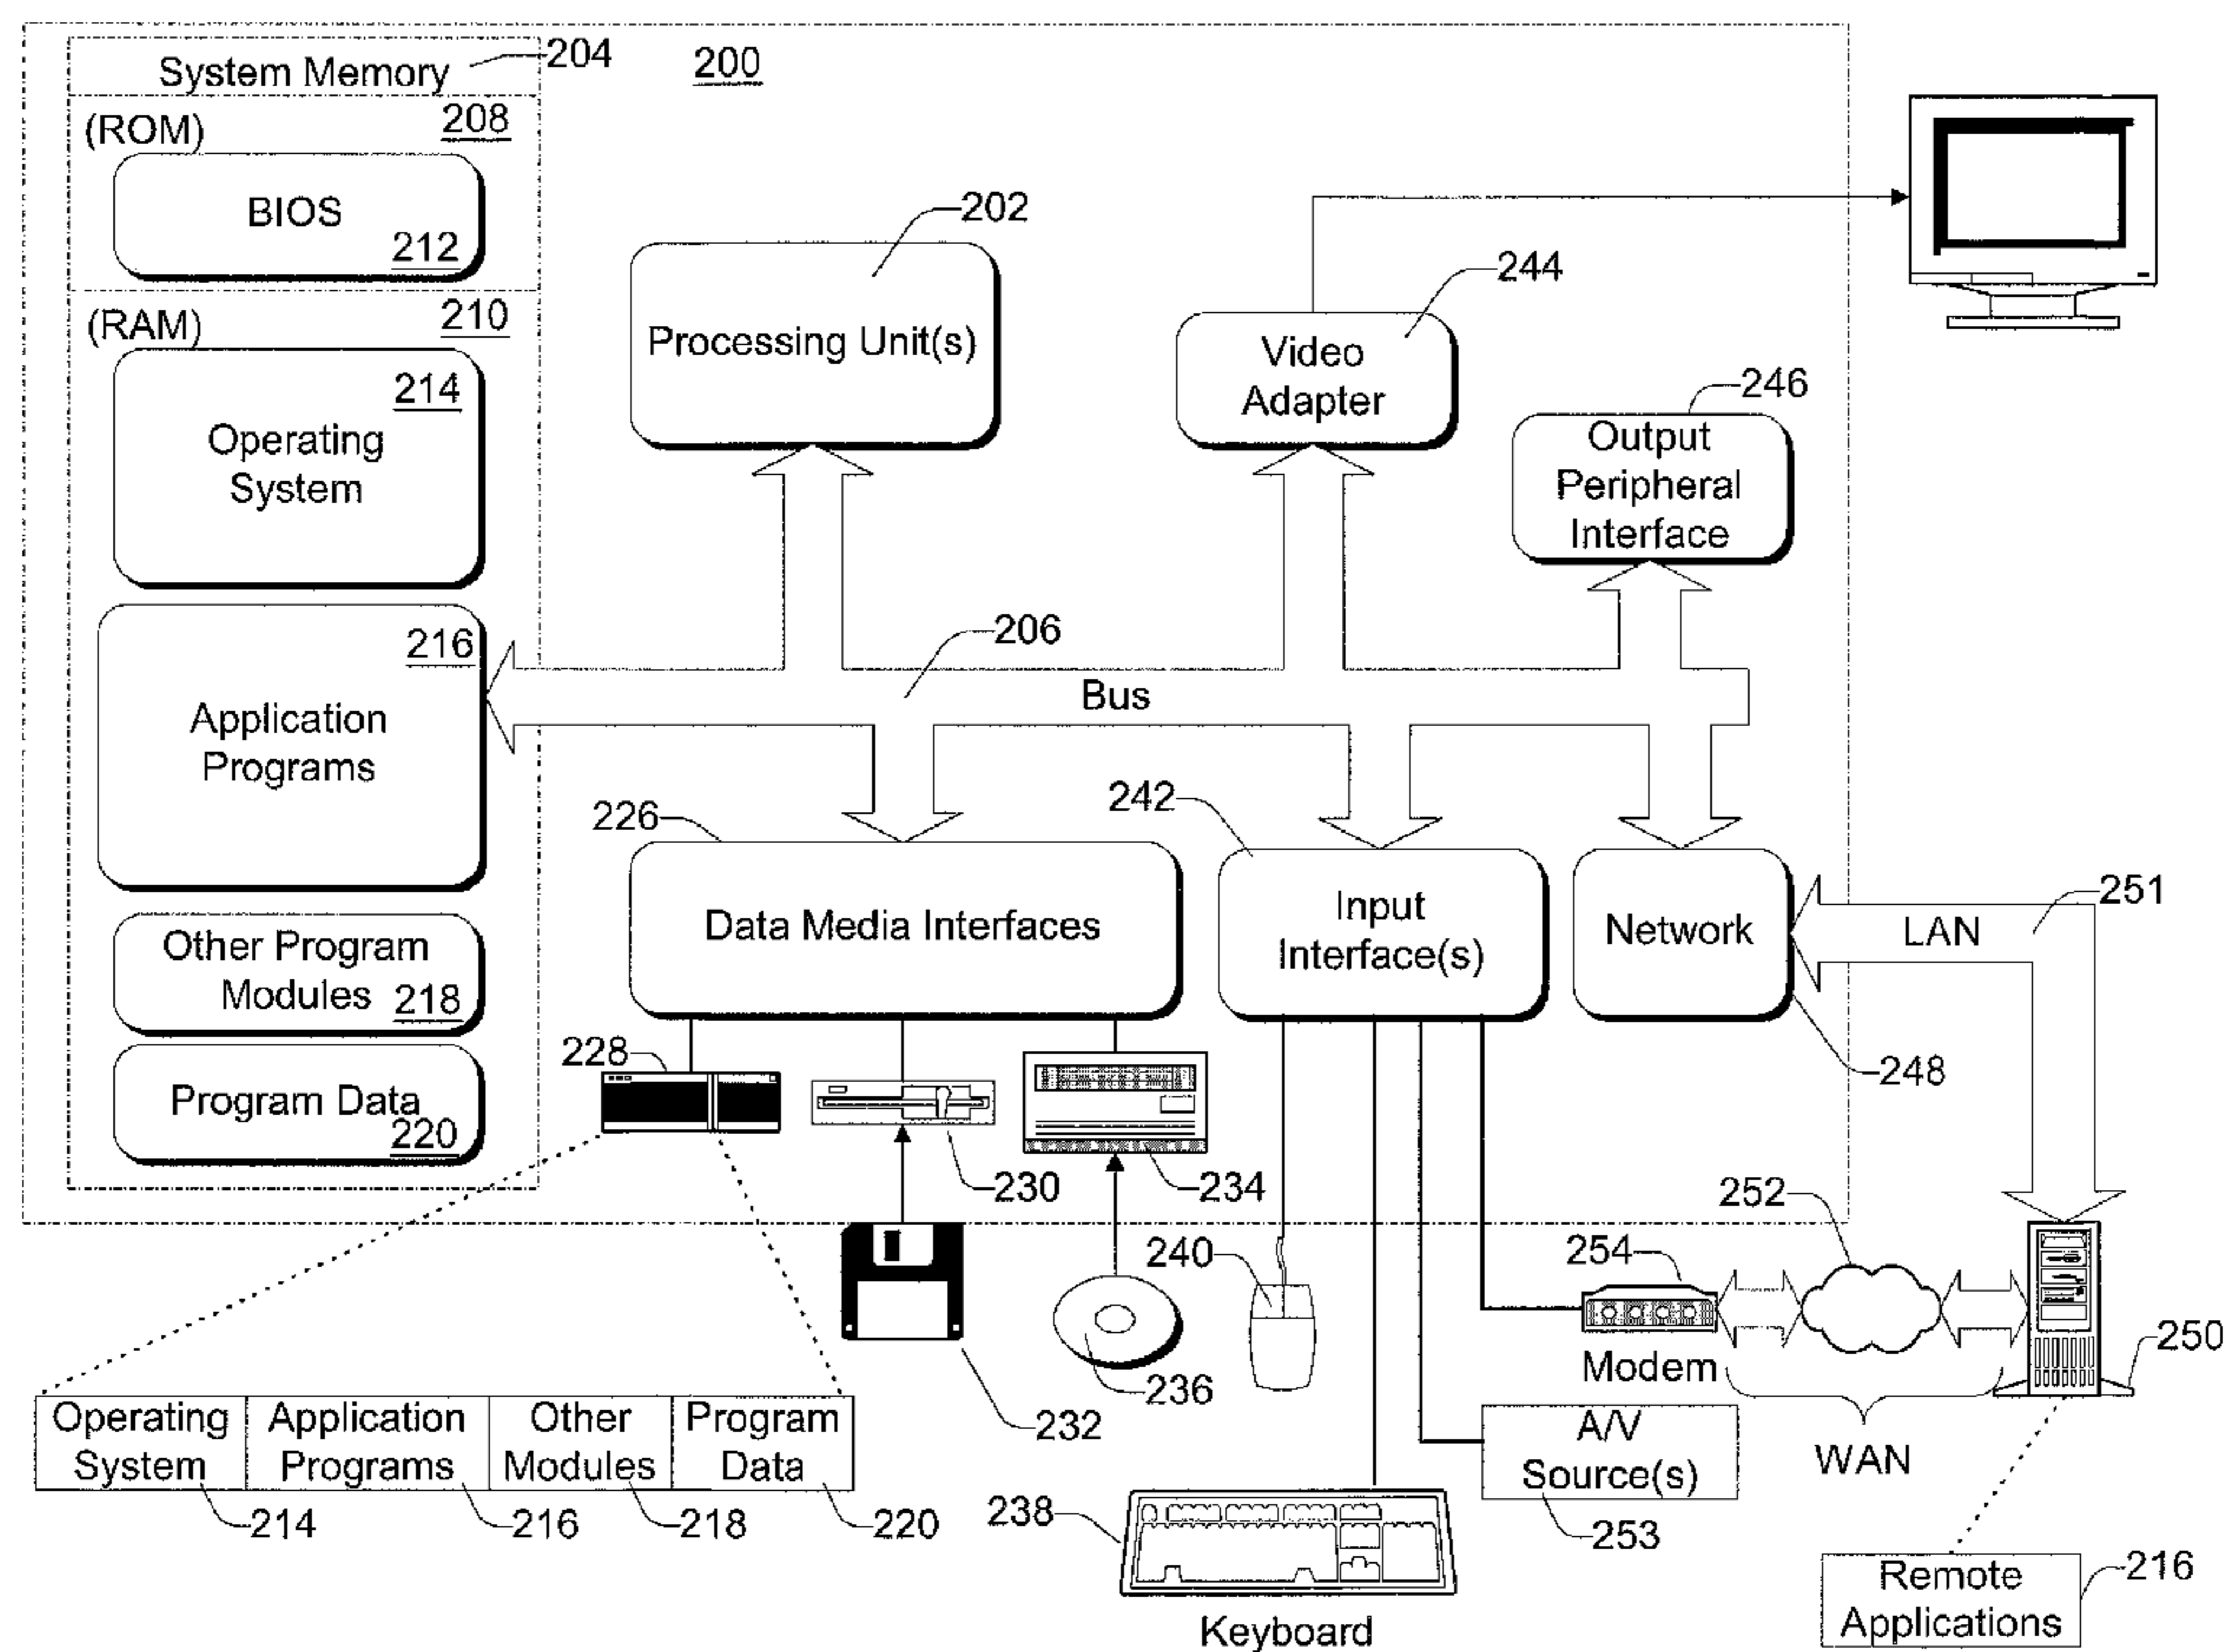 System Memory
204
200
(ROM)
208
BIOS
212
(RAM)
210
214
Operating
System
216
Application
Programs
Other Program
Modules
218
Program Data
220
202
Processing Unit(s)
244
Video
Adapter
246
Output
Peripheral
Interface
206
Bus
226
Data Media Interfaces
242
Input
Interface(s)
Network
248
LAN
251
228
230
234
232
236
240
238
Keyboard
254
Modem
252
WAN
250
A/V
Source(s)
253
Operating
System
214
Application
Programs
216
Other
Modules
218
Program
Data
220
Remote
Applications
216